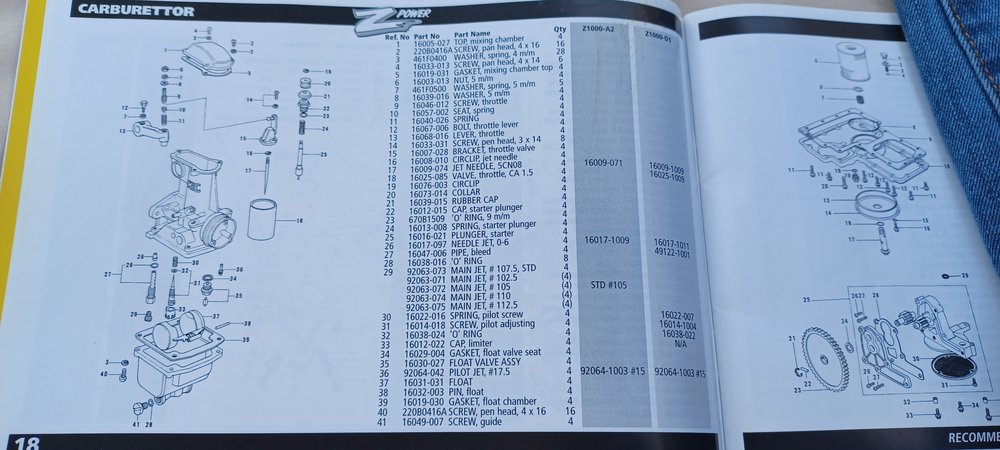 CARBURETTOR
Z POWER
Ref. No Part No Part Name Qty Z1000-A2 Z1000-D1
1 16005-027 TOP, mixing chamber 4
2 220B0416A SCREW, pan head, 4 x 16 16
3 461F0400 WASHER, spring, 4 m/m 28
4 16033-013 SCREW, pan head, 4 x 14 6
5 16019-031 GASKET, mixing chamber top 4
6 16003-013 NUT, 5 m/m 4
7 461F0500 WASHER, spring, 5 m/m 5
8 16039-016 WASHER, 5 m/m 4
9 16046-012 SCREW, throttle 4
10 16057-002 SEAT, spring 4
11 16040-026 SPRING 4
12 16067-006 BOLT, throttle lever 4
13 16068-016 LEVER, throttle 4
14 16033-031 SCREW, pan head, 3 x 14 8
15 16007-028 BRACKET, throttle valve 4
16 16008-010 CIRCLIP, jet needle 4
17 16009-074 JET NEEDLE, 5CN08 4 16009-071 16009-1009
18 16025-085 VALVE, throttle, CA 1.5 4 16025-1009
19 16076-003 CIRCLIP 4
20 16073-014 COLLAR 4
21 16039-015 RUBBER CAP 4
22 16012-015 CAP, starter plunger 4
23 670B1509 'O' RING, 9 m/m 4
24 16013-008 SPRING, starter plunger 4
25 16016-021 PLUNGER, starter 4
26 16017-097 NEEDLE JET, 0-6 4 16017-1009 16017-1011
27 16047-006 PIPE, bleed 4 49122-1001
28 16038-016 'O' RING 8
29 92063-073 MAIN JET, # 107.5, STD 4
92063-071 MAIN JET, # 102.5 (4)
92063-072 MAIN JET, # 105 (4) STD #105
92063-074 MAIN JET, # 110 (4)
92063-075 MAIN JET, # 112.5 (4)
30 16022-016 SPRING, pilot screw 4 16022-007
31 16014-018 SCREW, pilot adjusting 4 16014-1004
32 16038-024 'O' RING 4 16038-022
33 16012-022 CAP, limiter 4 N/A
34 16029-004 GASKET, float valve seat 4
35 16030-027 FLOAT VALVE ASSY 4
36 92064-042 PILOT JET, #17.5 4 92064-1003 #15 92064-1003 #15
37 16031-031 FLOAT 4
38 16032-003 PIN, float 4
39 16019-030 GASKET, float chamber 4
40 220B0416A SCREW, pan head, 4 x 16 16
41 16049-007 SCREW, guide 4
18
RECOMME